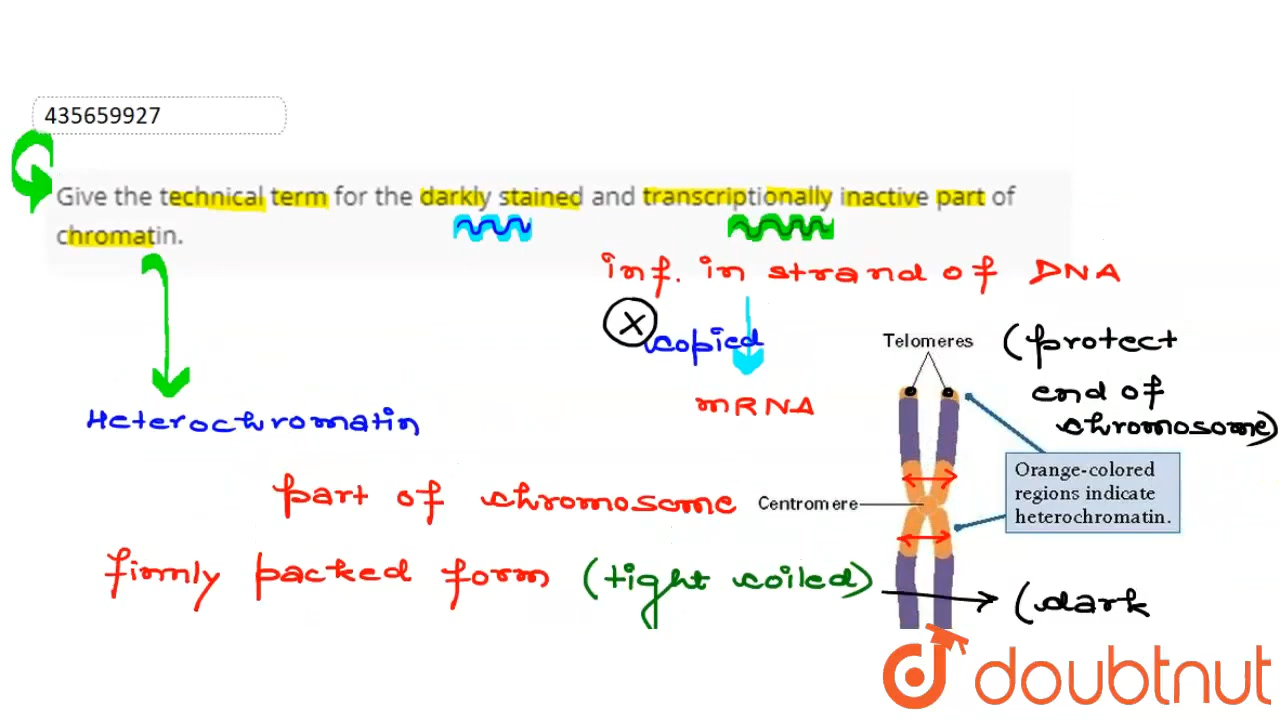 435659927
Give the technical term for the darkly stained and transcriptionally inactive part of
chromatin.
inf. in strand of DNA
X copied
mRNA
Heterochromatin
Telomeres
(protect
end of
chromosome)
Orange-colored
regions indicate
heterochromatin.
part of chromosome
Centromere
firmly packed form (tight coiled)
(dark
doubtnut